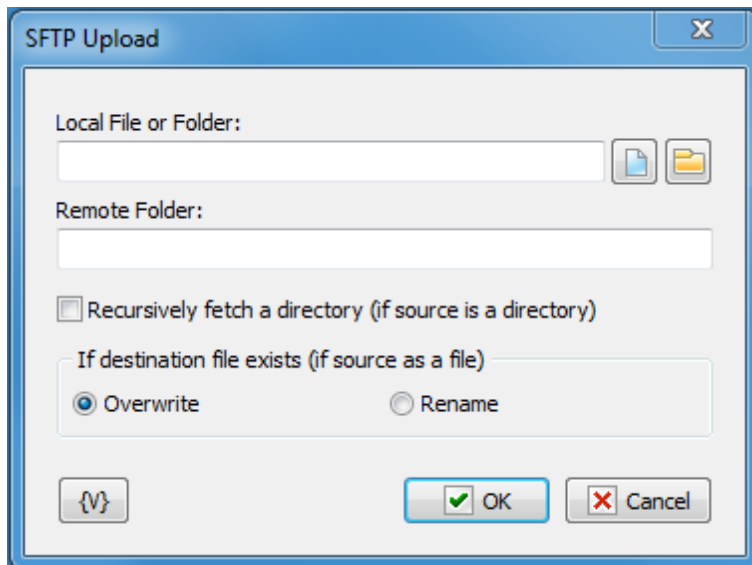 SFTP Upload
Local File or Folder:
Remote Folder:
Recursively fetch a directory (if source is a directory)
If destination file exists (if source as a file)
Overwrite Rename
{V} OK Cancel